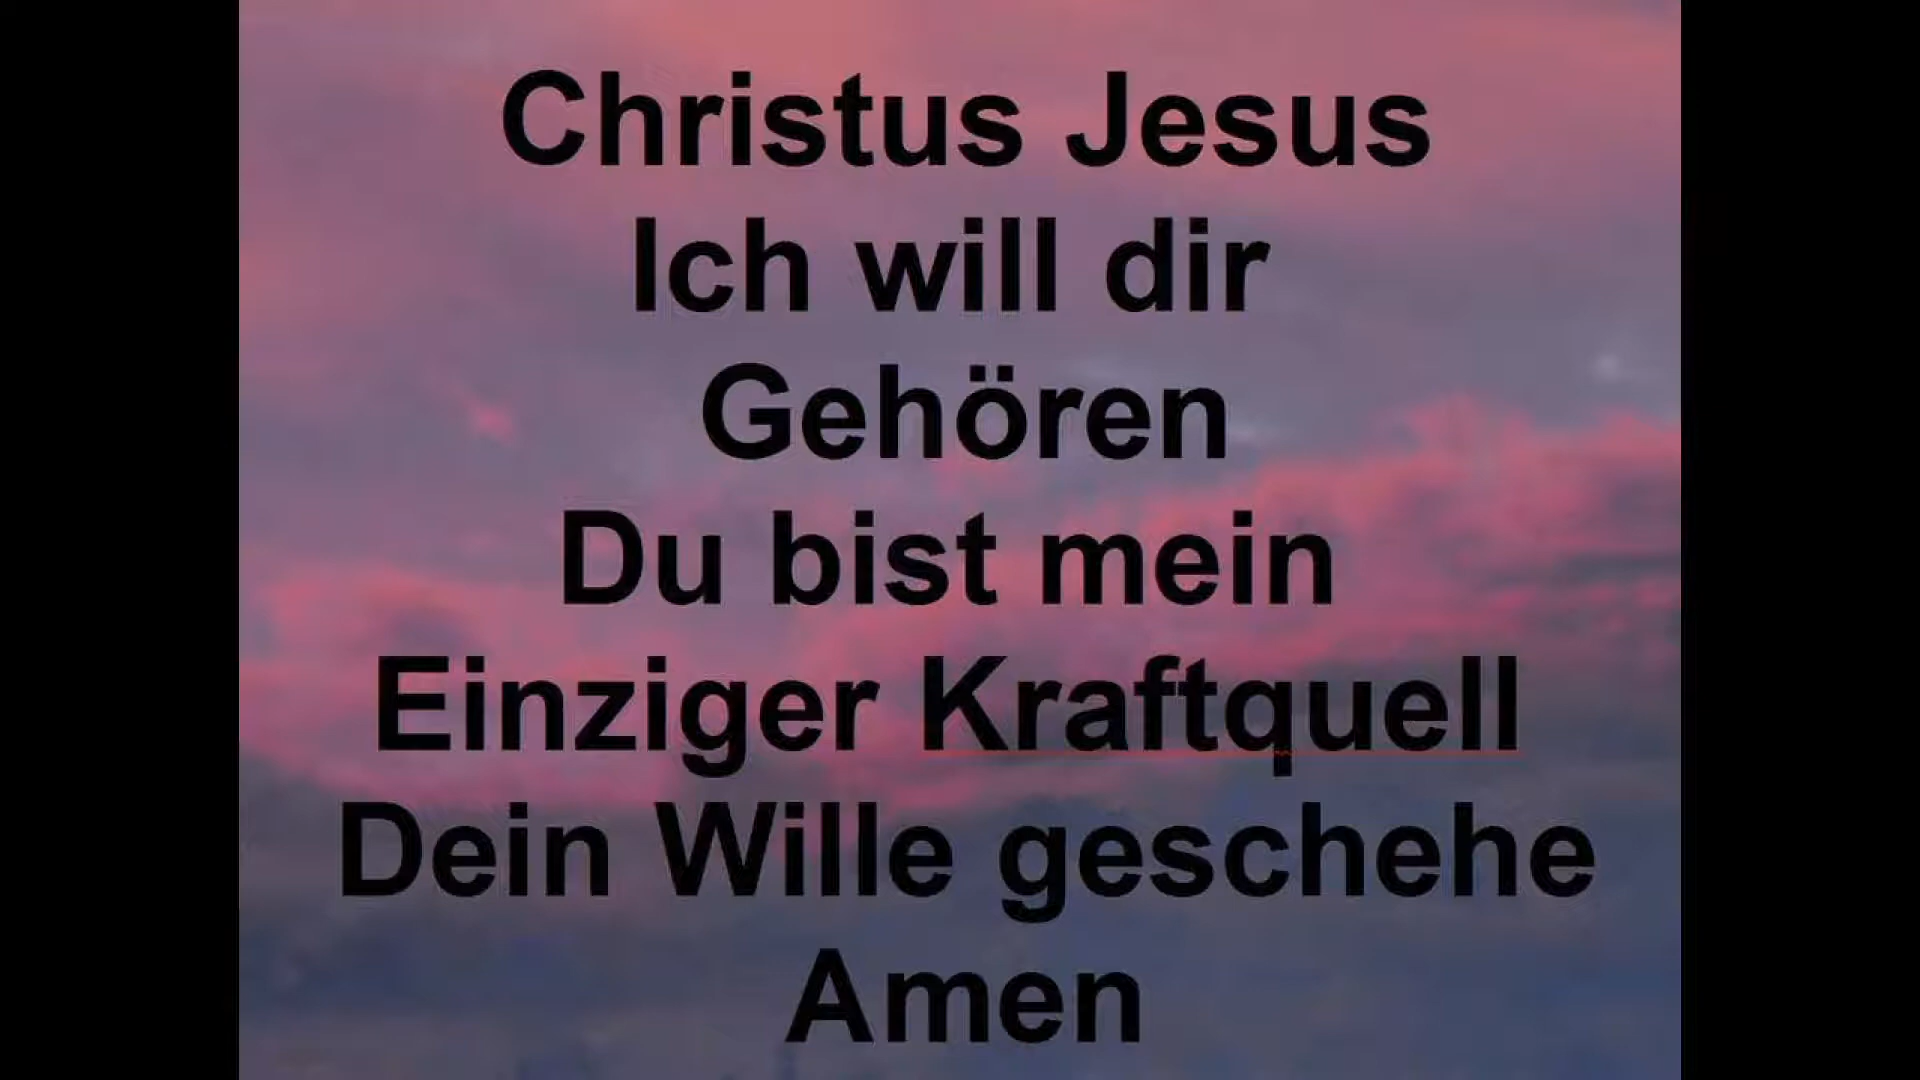 Christus Jesus
Ich will dir
Gehören
Du bist mein
Einziger Kraftquell
Dein Wille geschehe
Amen